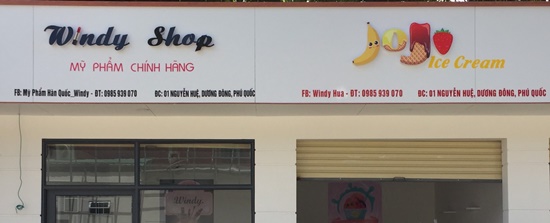 Windy Shop
MỸ PHẨM CHÍNH HÃNG
FB: Mỹ Phẩm Hàn Quốc_Windy - ĐT: 0985 939 070 ĐC: 01 NGUYỄN HUỆ, DƯƠNG ĐÔNG, PHÚ QUỐC
JoJo
Ice Cream
FB: Windy Hua - ĐT: 0985 939 070 ĐC: 01 NGUYỄN HUỆ, DƯƠNG ĐÔNG, PHÚ QUỐC
Windy